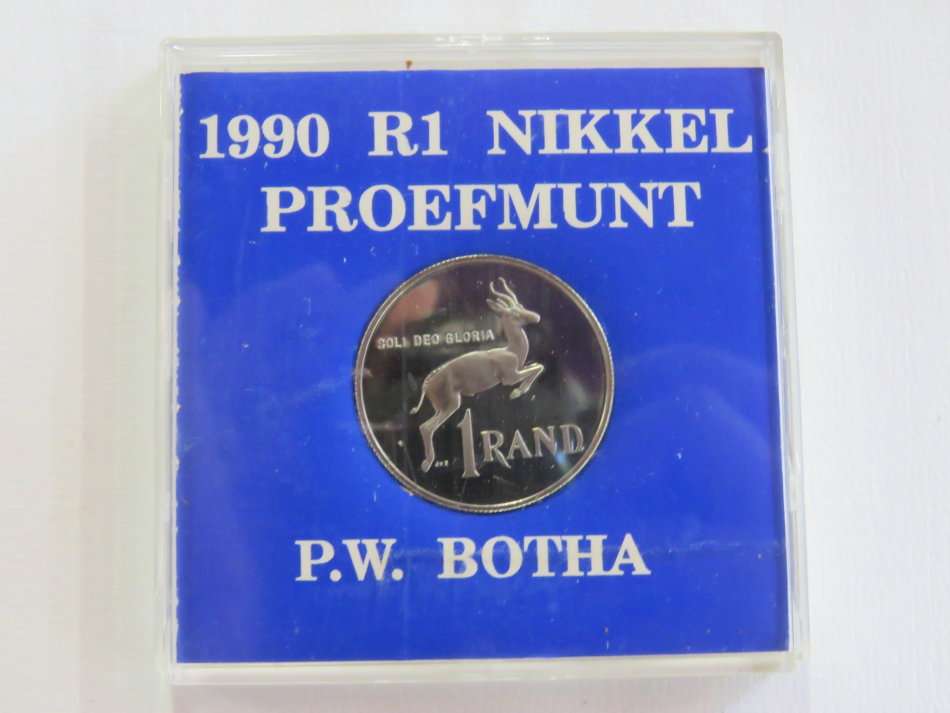 1990 R1 NIKKEL
PROEFMUNT
SOLI DEO GLORIA
1 RAND
P.W. BOTHA